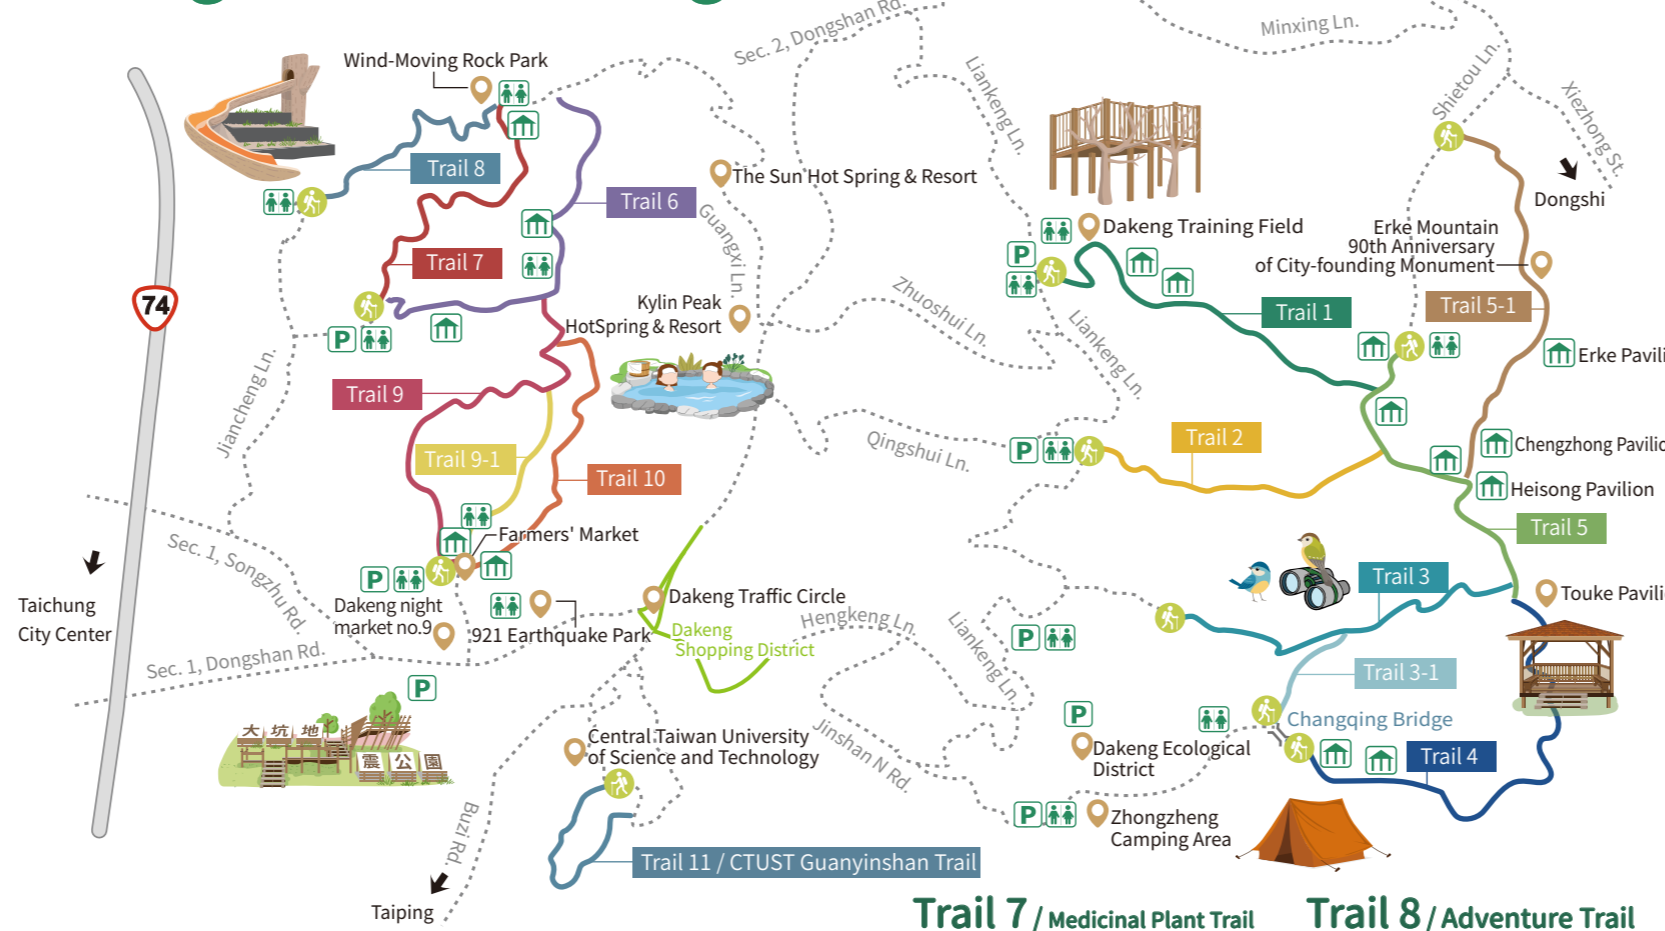 Sec. 2, Dongshan Rd.
Minxing Ln.
Wind-Moving Rock Park
Liankeng Ln.
Shietou Ln.
Xiezhong St.
Trail 8
The Sun Hot Spring & Resort
Dongshi
Trail 6
Guangxi Ln.
Dakeng Training Field
Erke Mountain
90th Anniversary
of City-founding Monument
P
Trail 7
74
Kylin Peak
HotSpring & Resort
Zhuoshui Ln.
Trail 1
Trail 5-1
Liankeng Ln.
P
Erke Pavili
Jiancheng Ln.
Trail 9
Trail 2
Qingshui Ln.
P
Chengzhong Pavilio
Trail 9-1
Trail 10
Heisong Pavilion
Trail 5
Farmers' Market
Sec. 1, Songzhu Rd.
P
Trail 3
Taichung
City Center
Dakeng night
market no.9
921 Earthquake Park
Dakeng Traffic Circle
Touke Pavili
Dakeng
Shopping District
Hengkeng Ln.
Liankeng Ln.
P
Sec. 1, Dongshan Rd.
Trail 3-1
P
P
Changqing Bridge
大坑地
震公園
Central Taiwan University
of Science and Technology
Jinshan N Rd.
Dakeng Ecological
District
Trail 4
P
Zhongzheng
Camping Area
Buzi Rd.
Trail 11 / CTUST Guanyinshan Trail
Taiping
Trail 7 / Medicinal Plant Trail
Trail 8 / Adventure Trail